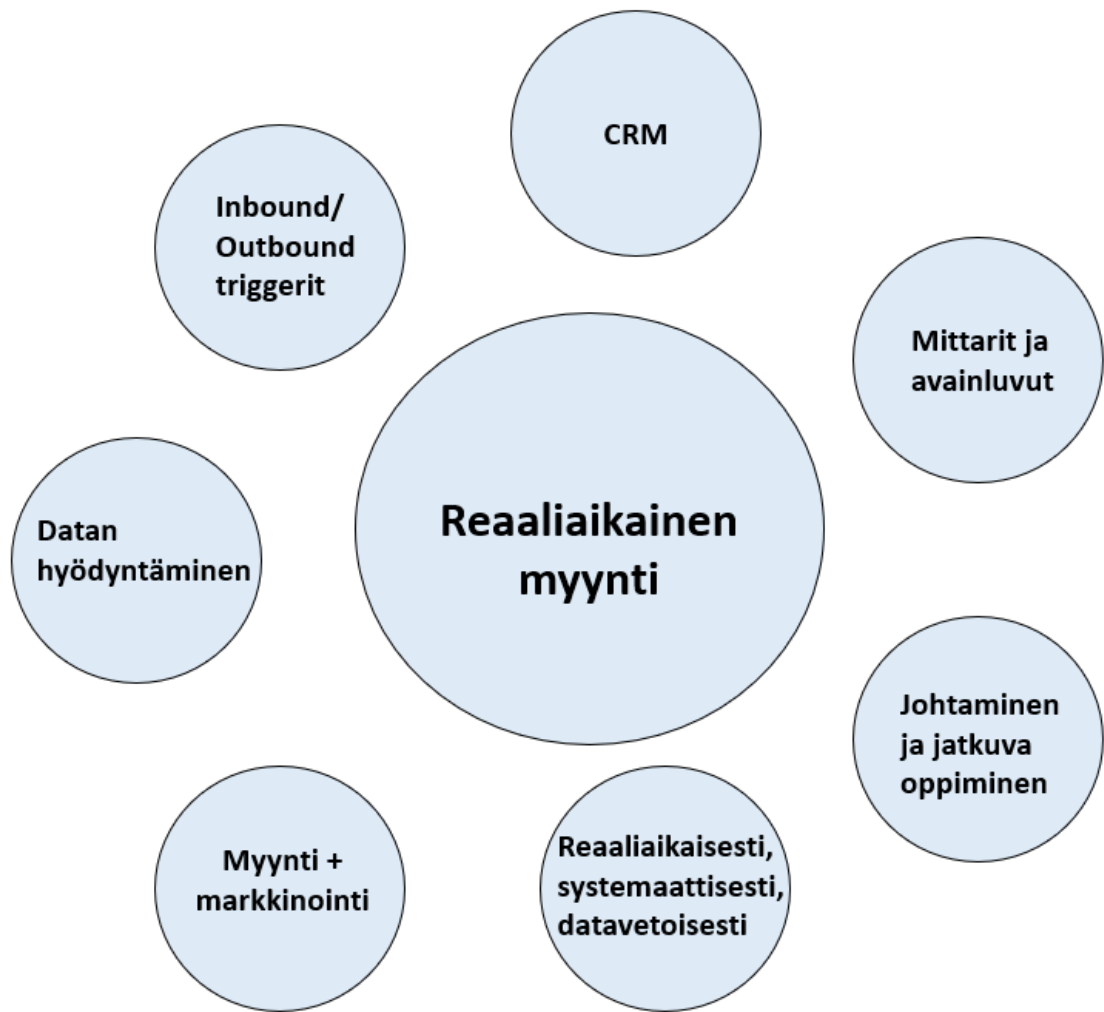 CRM
Inbound/
Outbound
triggerit
Mittarit ja
avainluvut
Reaaliaikainen
myynti
Datan
hyödyntäminen
Johtaminen
ja jatkuva
oppiminen
Myynti +
markkinointi
Reaaliaikaisesti,
systemaattisesti,
datavetoisesti